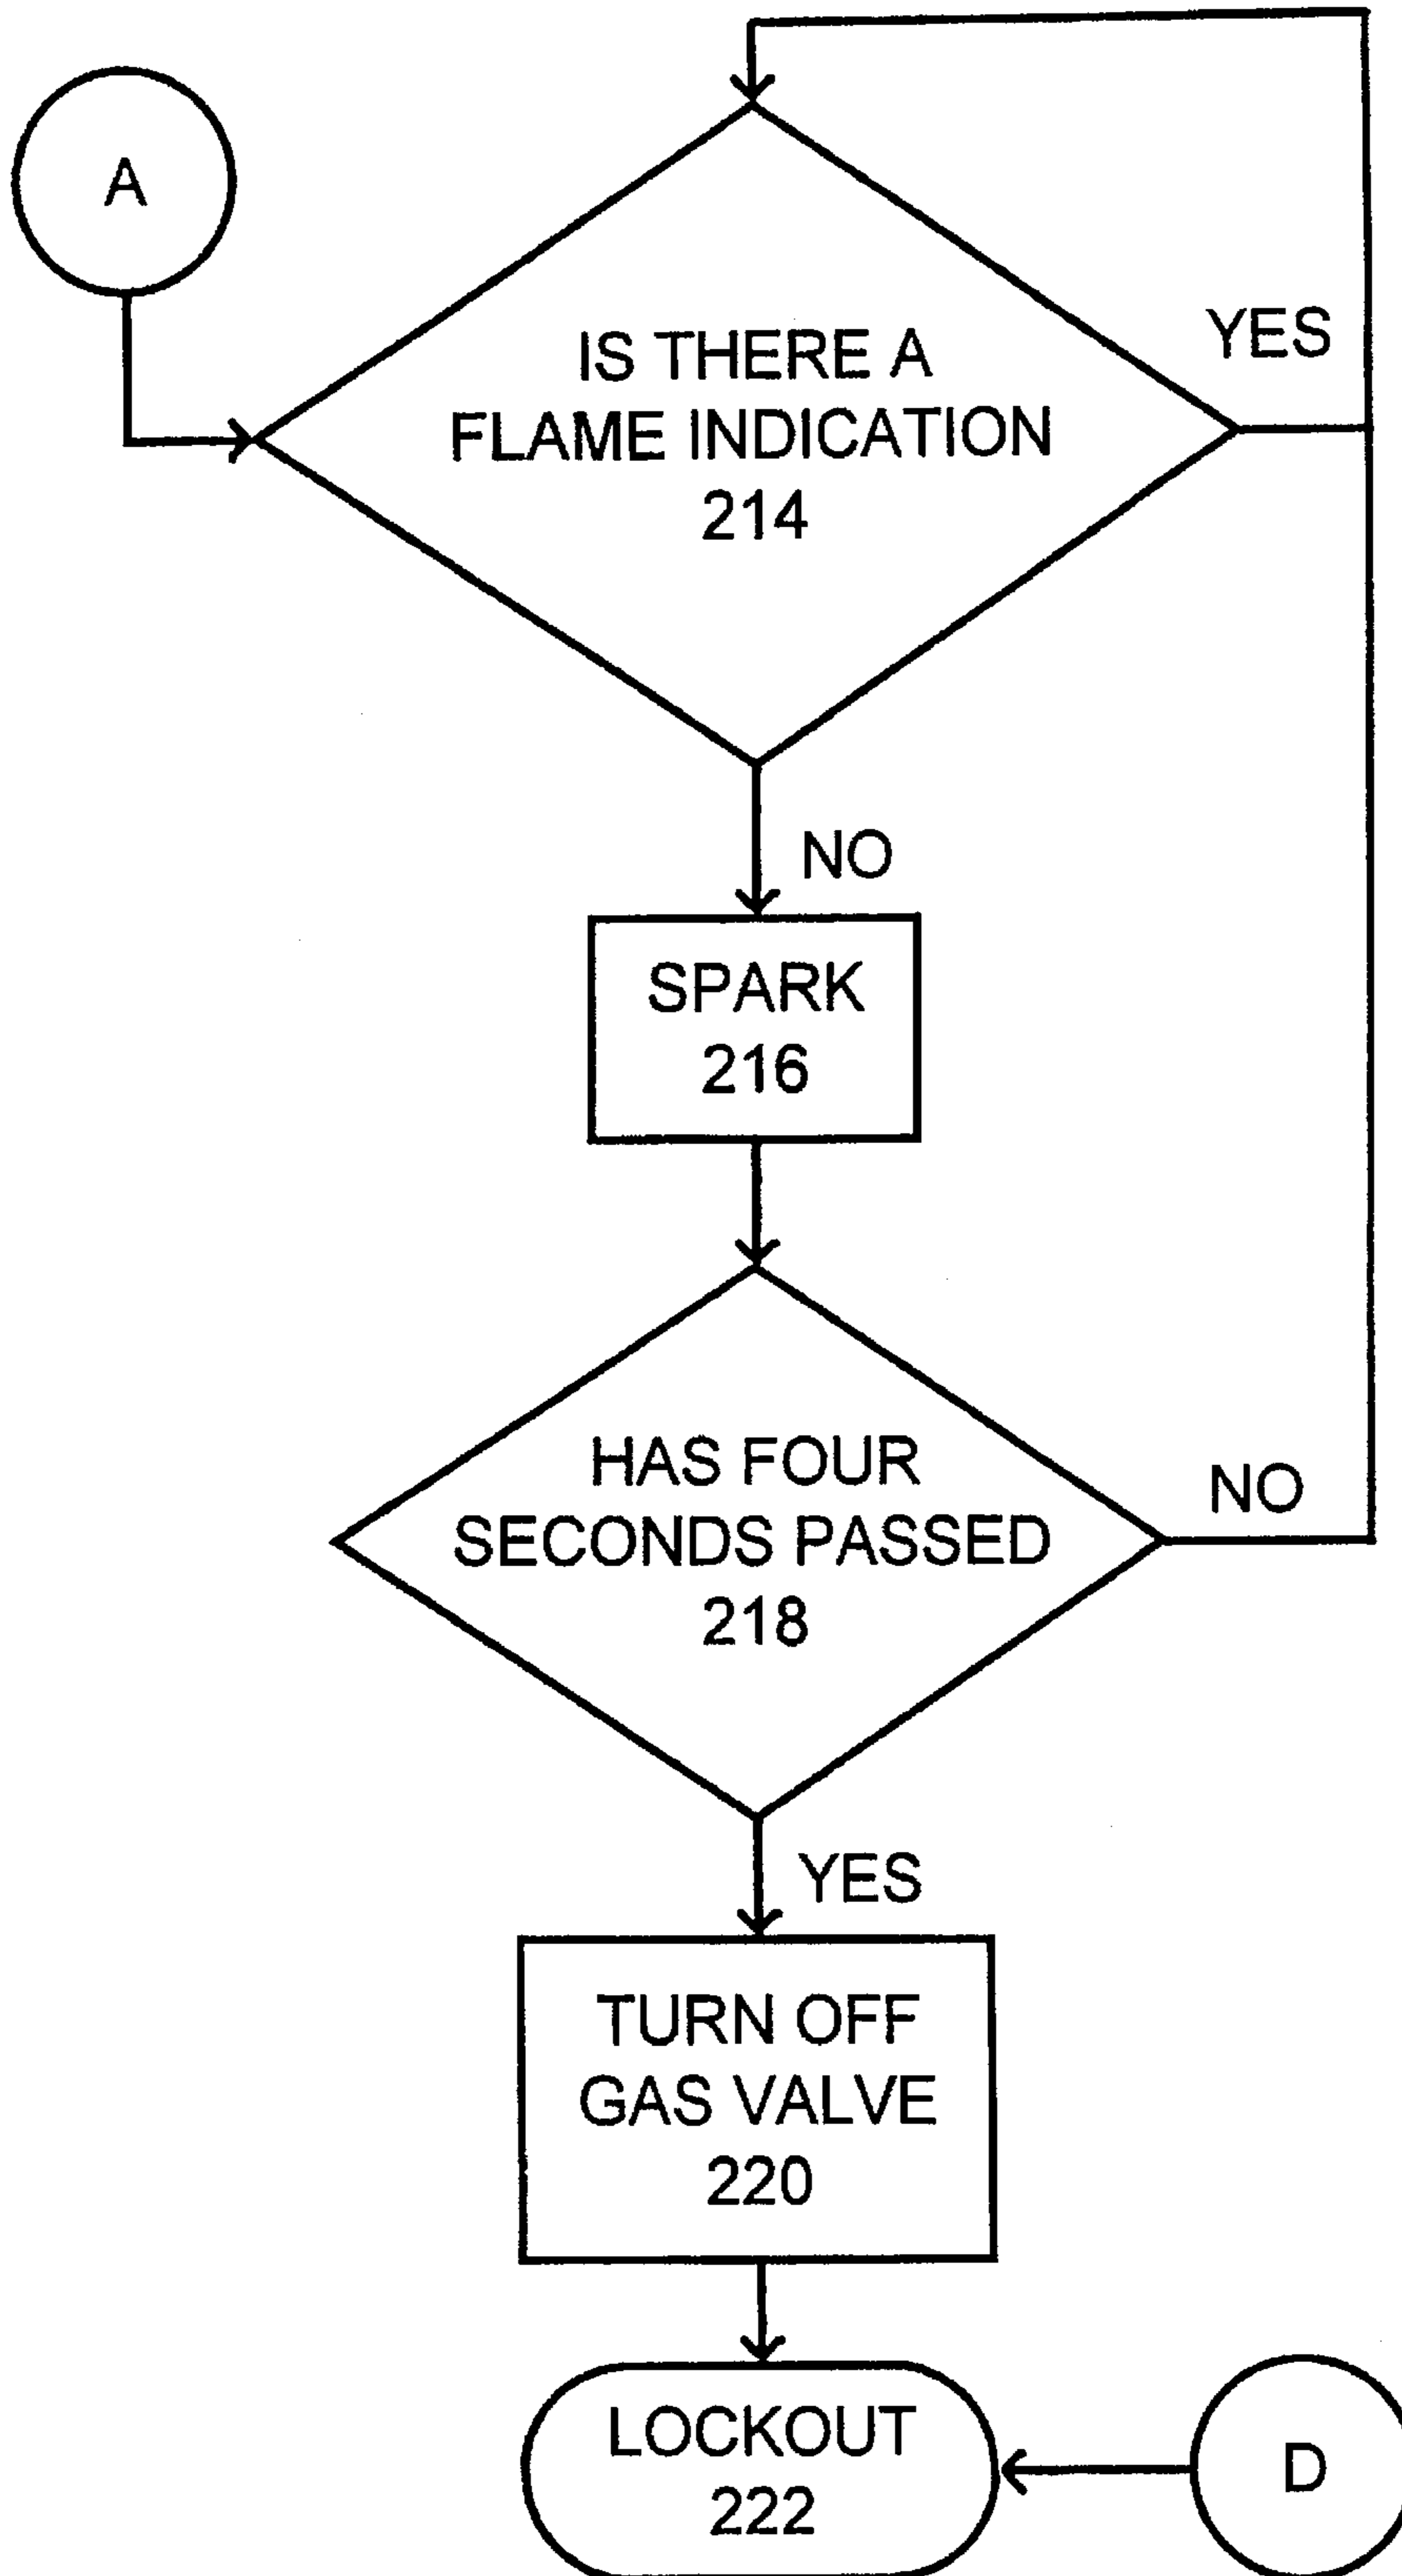 A
IS THERE A
FLAME INDICATION
214
YES
NO
SPARK
216
HAS FOUR
SECONDS PASSED
218
NO
YES
TURN OFF
GAS VALVE
220
LOCKOUT
222
D